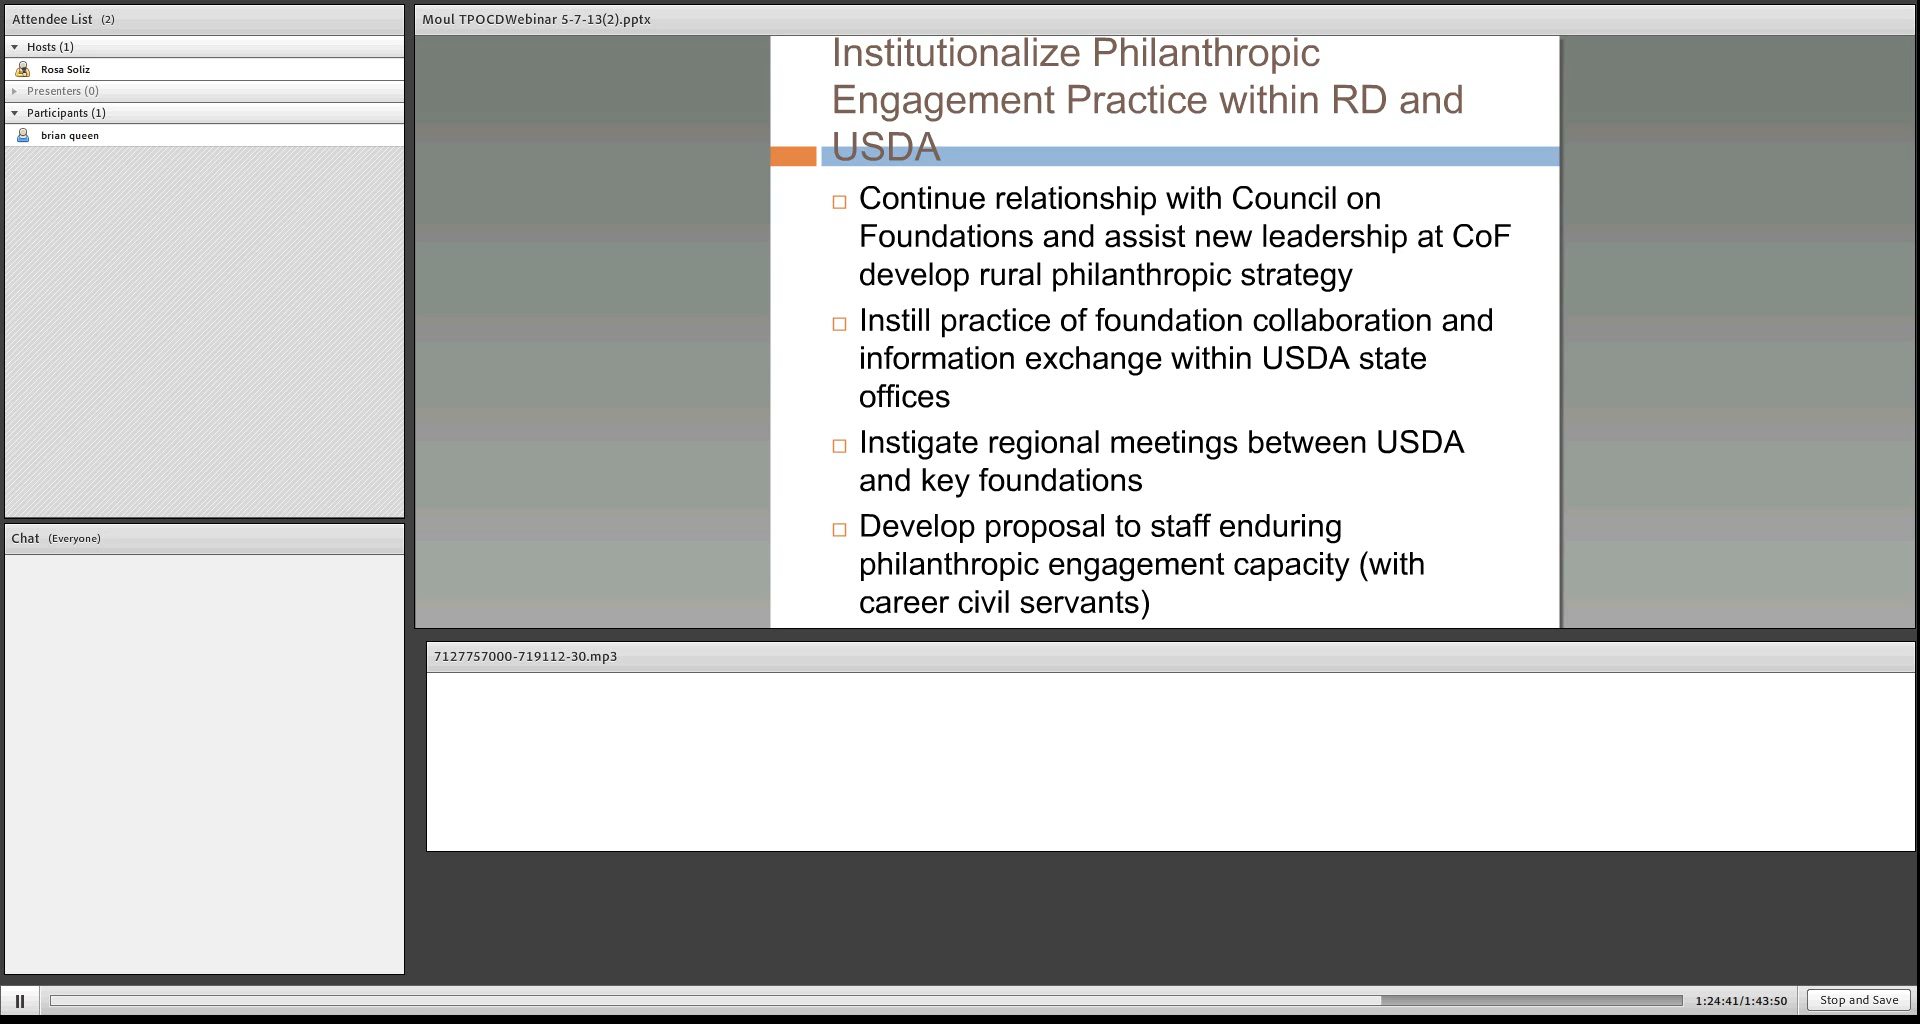 Attendee List (2)
Hosts (1)
Rosa Soliz
Presenters (0)
Participants (1)
brian queen
Chat (Everyone)
Moul TPOCDWebinar 5-7-13(2).pptx
Institutionalize Philanthropic
Engagement Practice within RD and
USDA
Continue relationship with Council on
Foundations and assist new leadership at CoF
develop rural philanthropic strategy
Instill practice of foundation collaboration and
information exchange within USDA state
offices
Instigate regional meetings between USDA
and key foundations
Develop proposal to staff enduring
philanthropic engagement capacity (with
career civil servants)
7127757000-719112-30.mp3
1:24:41/1:43:50
Stop and Save